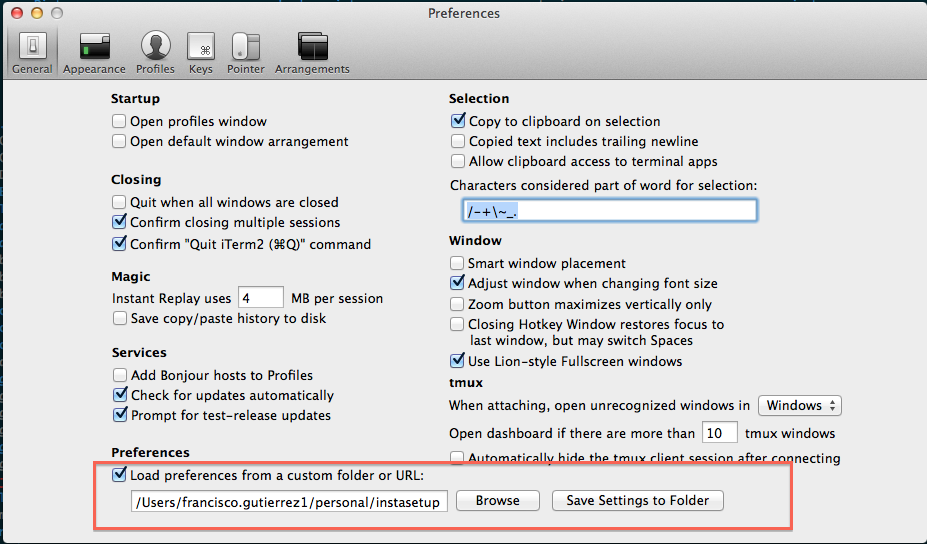 Preferences
General Appearance Profiles Keys Pointer Arrangements
Startup
Open profiles window
Open default window arrangement
Closing
Quit when all windows are closed
Confirm closing multiple sessions
Confirm "Quit iTerm2 (⌘Q)" command
Magic
Instant Replay uses 4 MB per session
Save copy/paste history to disk
Services
Add Bonjour hosts to Profiles
Check for updates automatically
Prompt for test-release updates
Selection
Copy to clipboard on selection
Copied text includes trailing newline
Allow clipboard access to terminal apps
Characters considered part of word for selection:
/-+\~_.
Window
Smart window placement
Adjust window when changing font size
Zoom button maximizes vertically only
Closing Hotkey Window restores focus to
last window, but may switch Spaces
Use Lion-style Fullscreen windows
tmux
When attaching, open unrecognized windows in Windows
Open dashboard if there are more than 10 tmux windows
Automatically hide the tmux client session after connecting
Preferences
Load preferences from a custom folder or URL:
/Users/francisco.gutierrez1/personal/instasetup Browse Save Settings to Folder